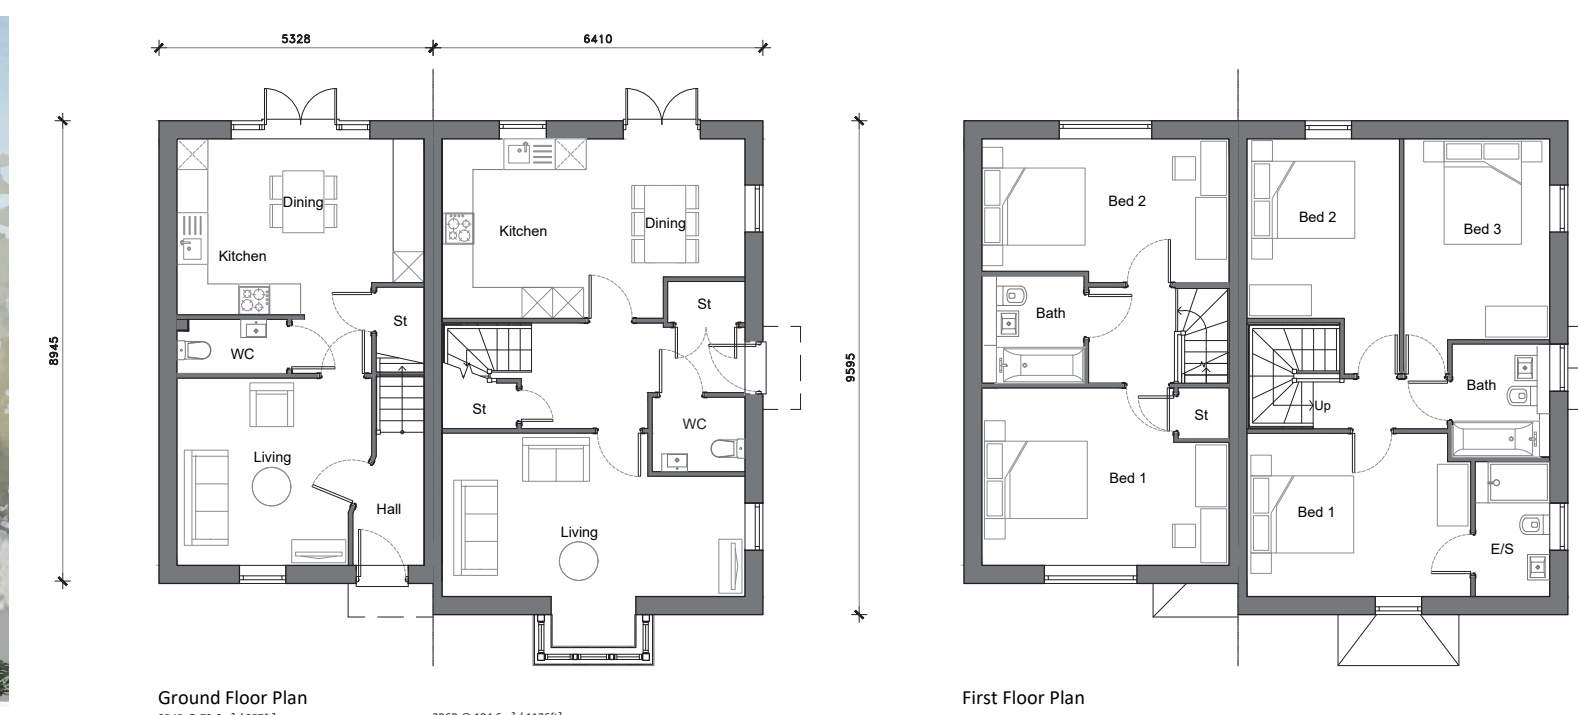 5328
6410
8945
Dining
Kitchen
St
WC
Living
Hall
Kitchen
Dining
St
St
WC
Living
9595
Bed 2
Bath
St
Bed 1
Bed 2
Bed 3
Bath
Up
Bed 1
E/S
Ground Floor Plan
First Floor Plan